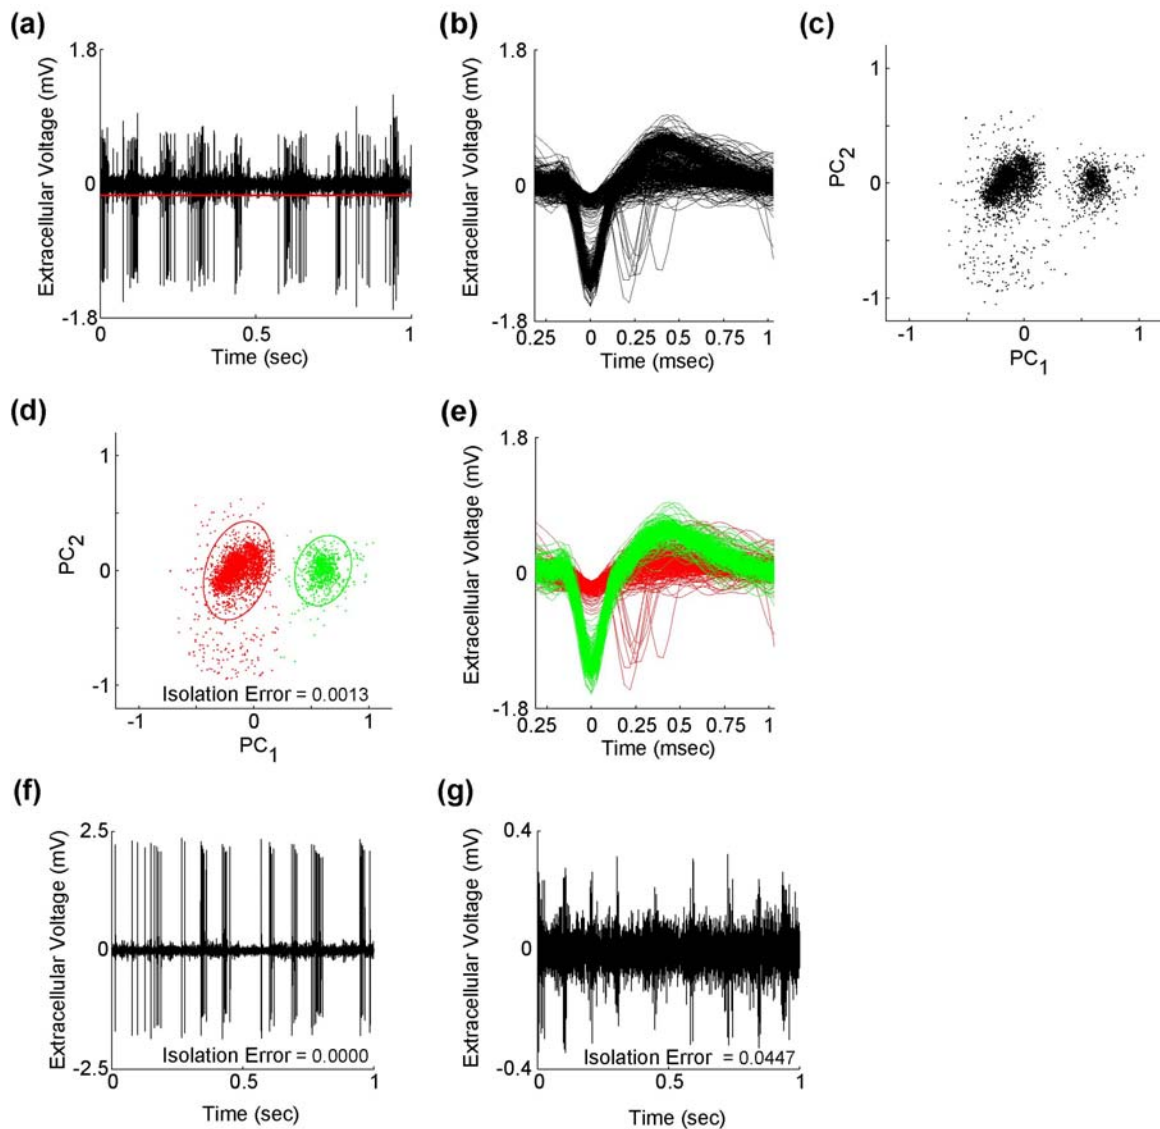 (a)
Extracellular Voltage (mV)
1.8
0
-1.8
0
0.5
1
Time (sec)
(b)
Extracellular Voltage (mV)
1.8
0
-1.8
0.25
0
0.25
0.5
0.75
1
Time (msec)
(c)
PC2
1
0
-1
-1
0
1
PC1
(d)
PC2
1
0
-1
Isolation Error = 0.0013
-1
0
1
PC1
(e)
Extracellular Voltage (mV)
1.8
0
-1.8
0.25
0
0.25
0.5
0.75
1
Time (msec)
(f)
Extracellular Voltage (mV)
2.5
0
-2.5
Isolation Error = 0.0000
0
0.5
1
Time (sec)
(g)
Extracellular Voltage (mV)
0.4
0
-0.4
Isolation Error = 0.0447
0
0.5
1
Time (sec)